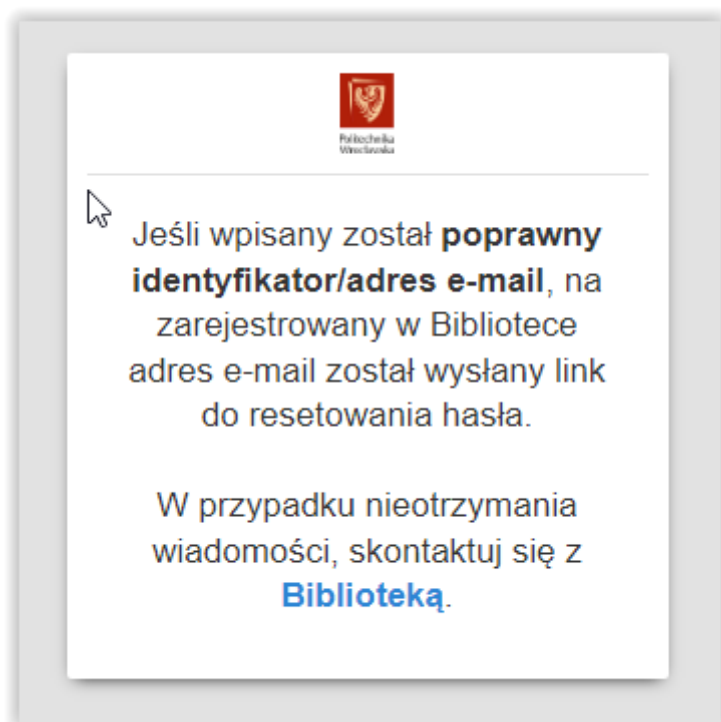 Politechnika
Wrocławska
Jeśli wpisany został poprawny
identyfikator/adres e-mail, na
zarejestrowany w Bibliotece
adres e-mail został wysłany link
do resetowania hasła.
W przypadku nieotrzymania
wiadomości, skontaktuj się z
Biblioteką.